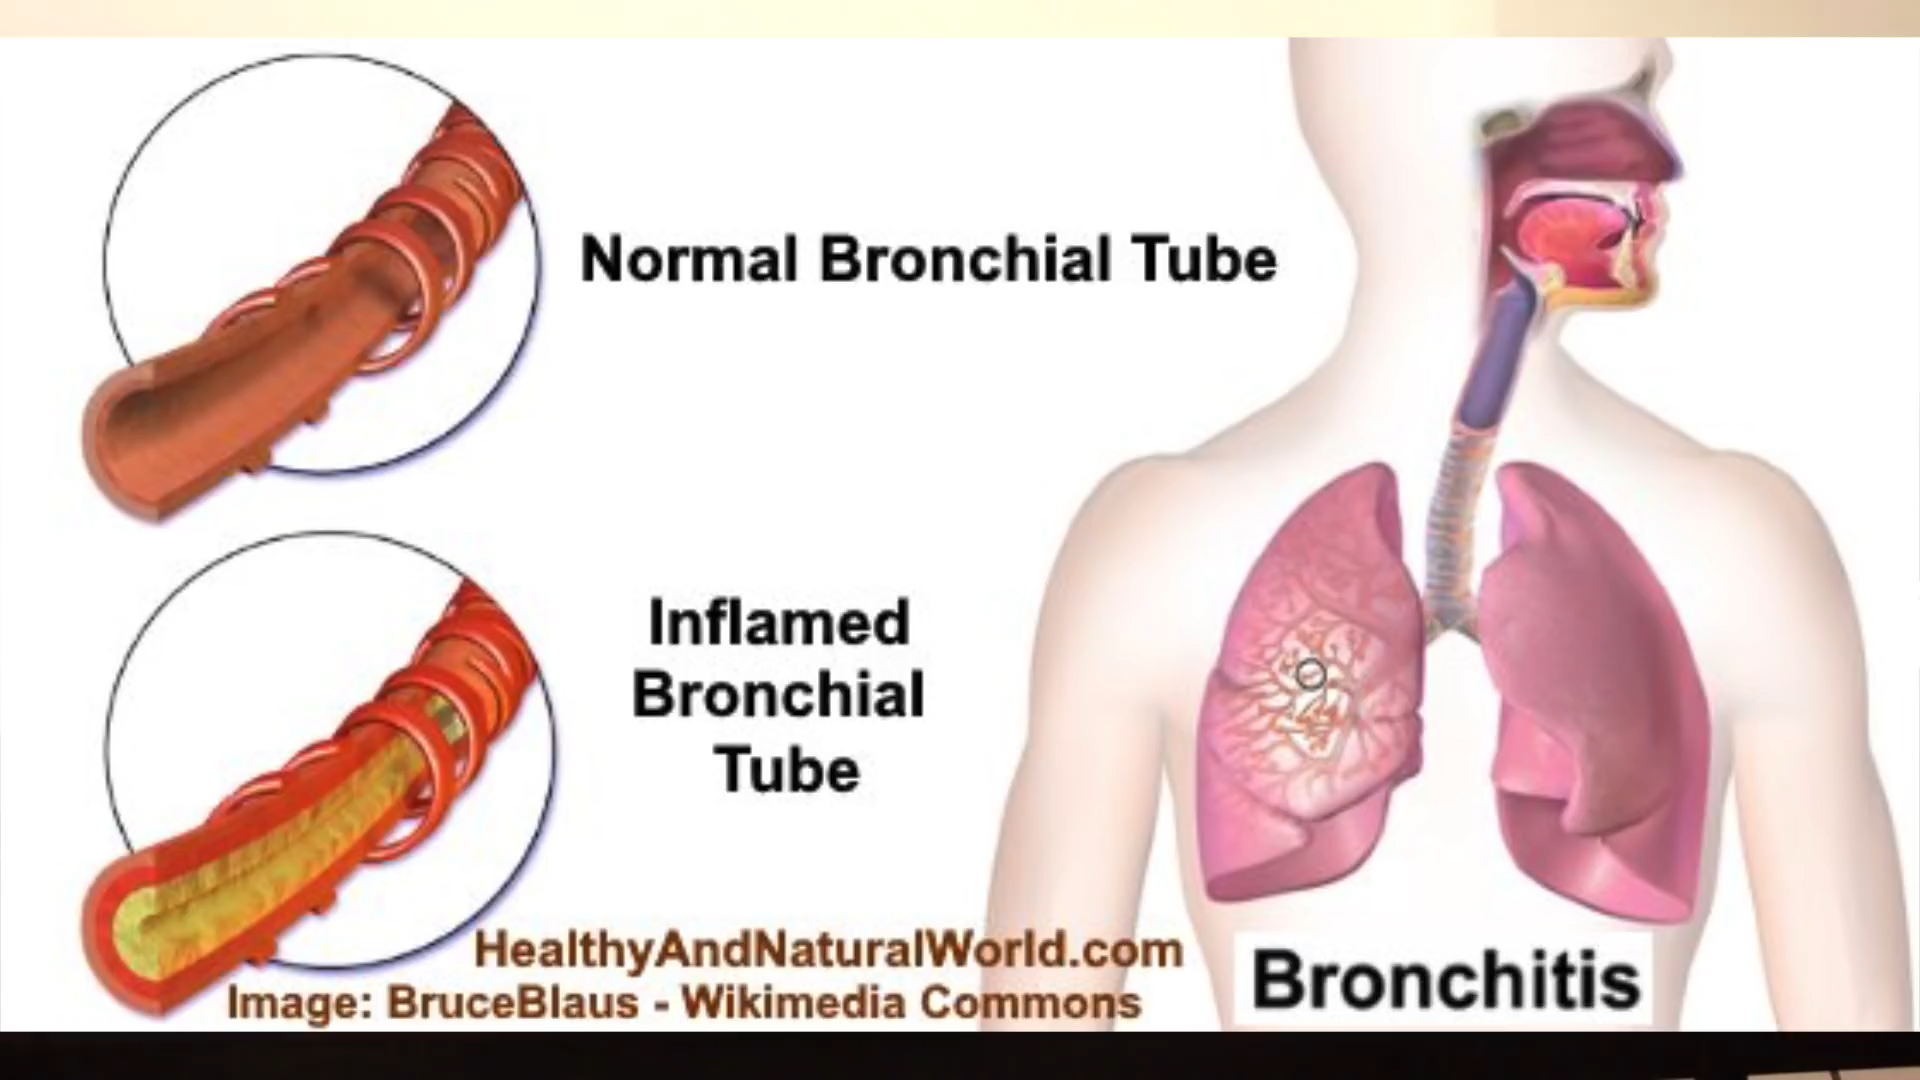 Normal Bronchial Tube
Inflamed
Bronchial
Tube
HealthyAndNaturalWorld.com
Image: BruceBlaus - Wikimedia Commons
Bronchitis